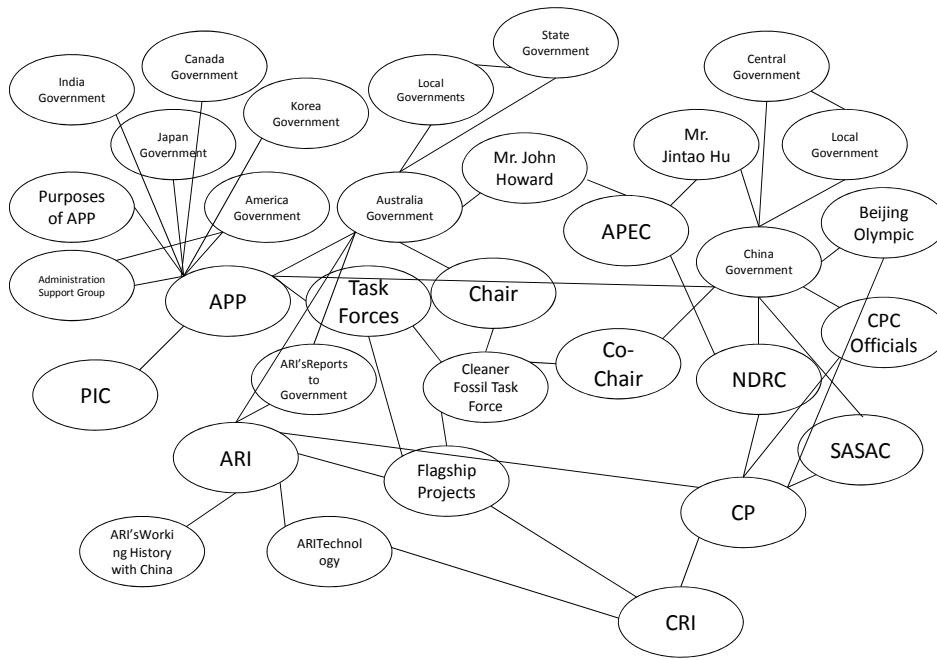 State
Government
Canada
Government
Central
Government
India
Government
Local
Governments
Korea
Government
Japan
Government
Mr.
Jintao Hu
Local
Government
Mr. John
Howard
Purposes
of APP
America
Government
Australia
Government
APEC
Beijing
Olympic
China
Government
Administration
Support Group
APP
Task
Forces
Chair
CPC
Officials
PIC
ARI'sReports
to
Government
Cleaner
Fossil Task
Force
Co-
Chair
NDRC
ARI
Flagship
Projects
SASAC
CP
ARI'sWorki
ng History
with China
ARITechnol
ogy
CRI